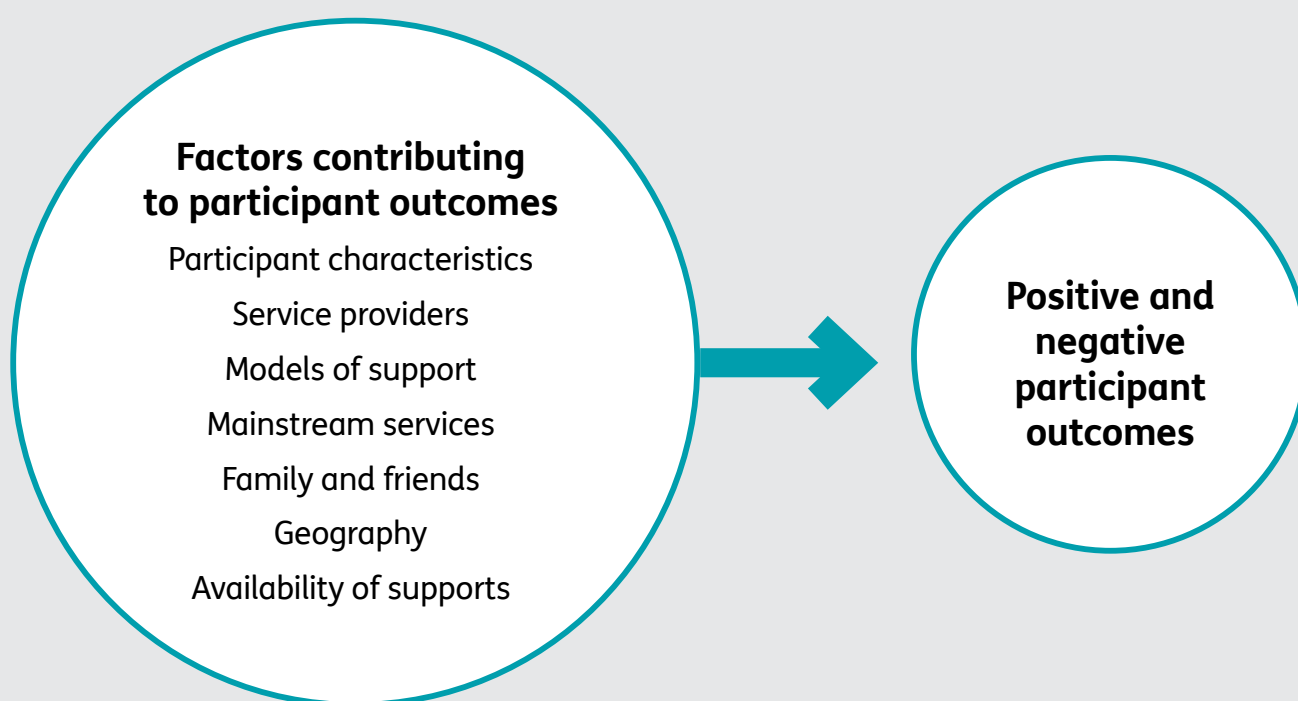 Factors contributing
to participant outcomes
Participant characteristics
Service providers
Models of support
Mainstream services
Family and friends
Geography
Availability of supports
Positive and
negative
participant
outcomes